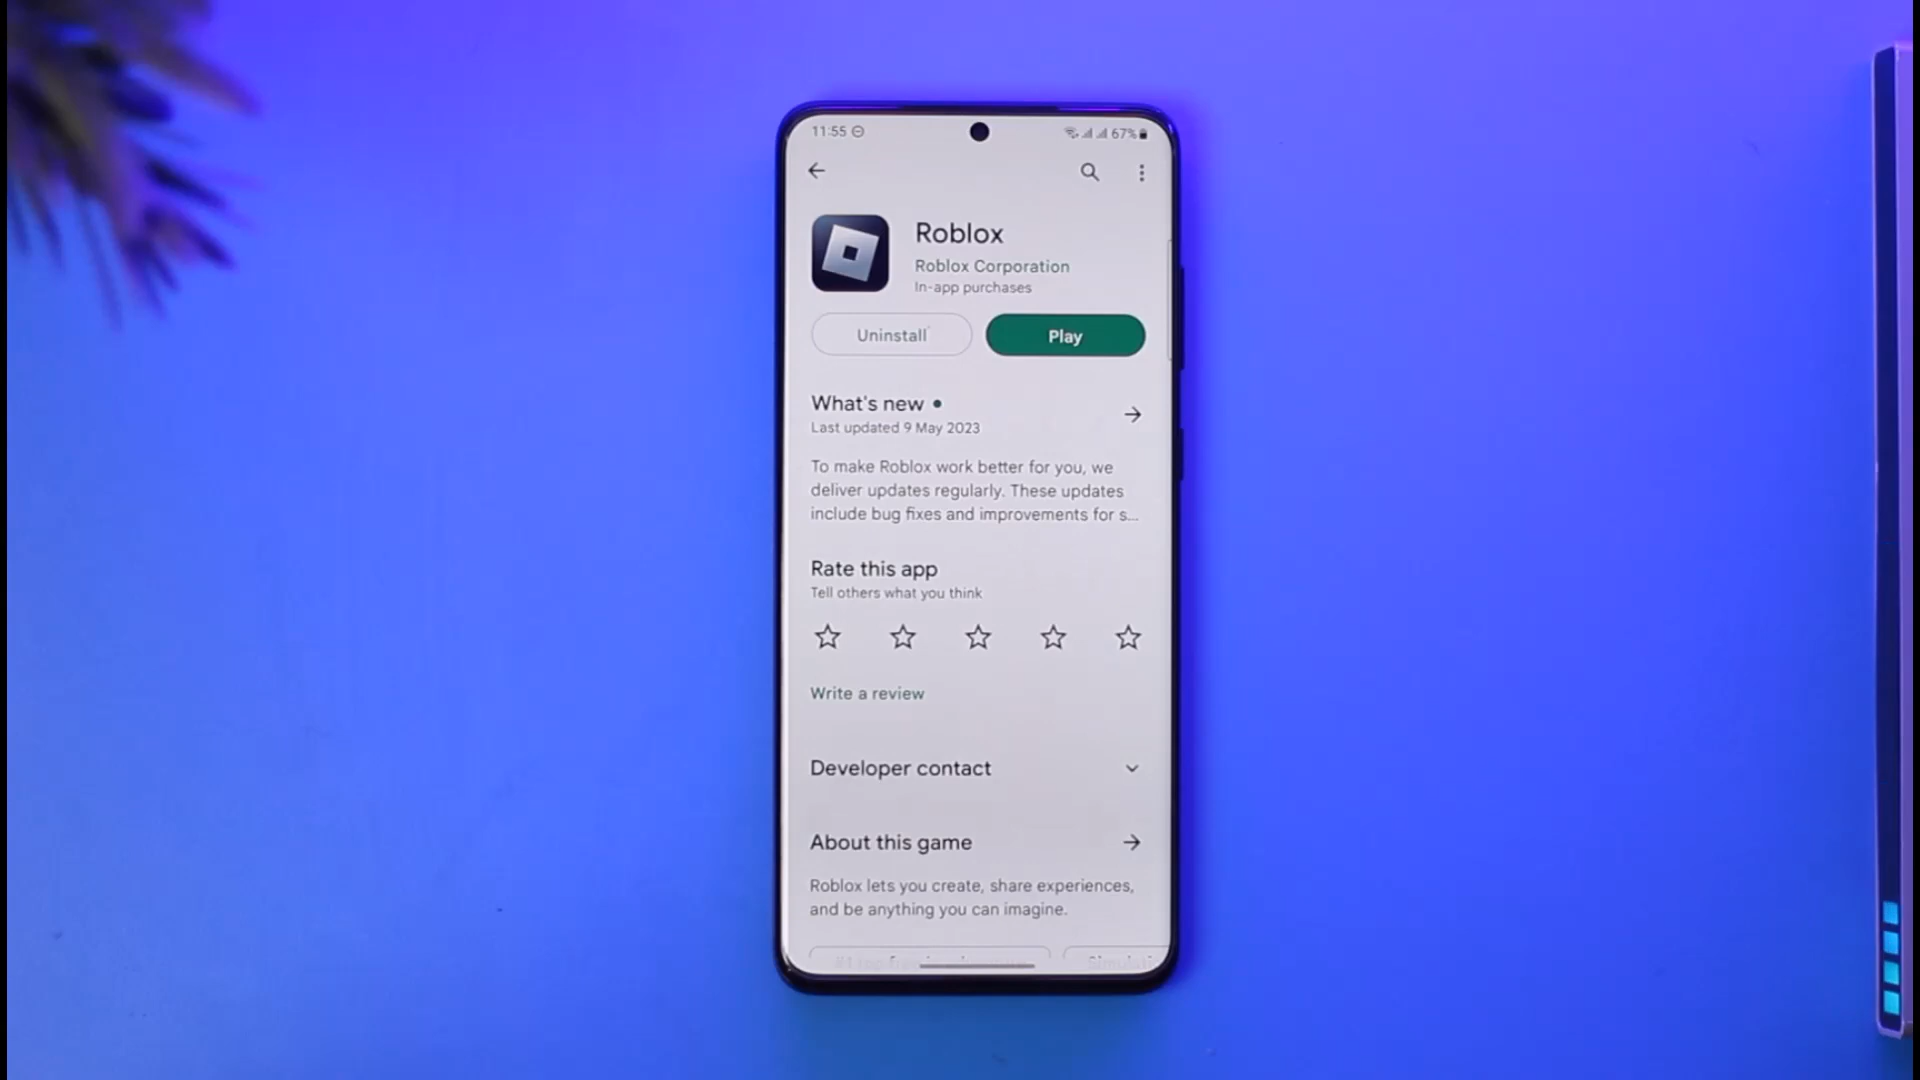 11:55
67%
Roblox
Roblox Corporation
In-app purchases
Uninstall
Play
What's new
Last updated 9 May 2023
To make Roblox work better for you, we
deliver updates regularly. These updates
include bug fixes and improvements for s...
Rate this app
Tell others what you think
Write a review
Developer contact
About this game
Roblox lets you create, share experiences,
and be anything you can imagine.